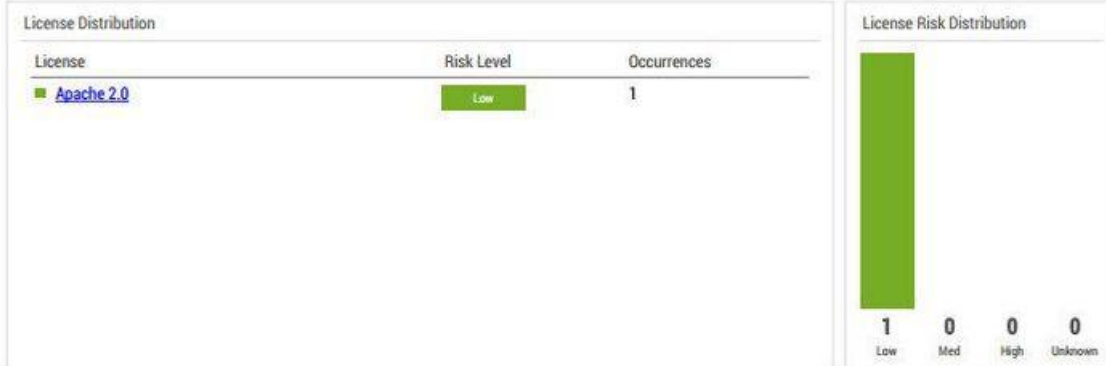 License Distribution
License Risk Distribution
License Risk Level Occurrences
Apache 2.0 Low 1
1 0 0 0
Low Med High Unknown